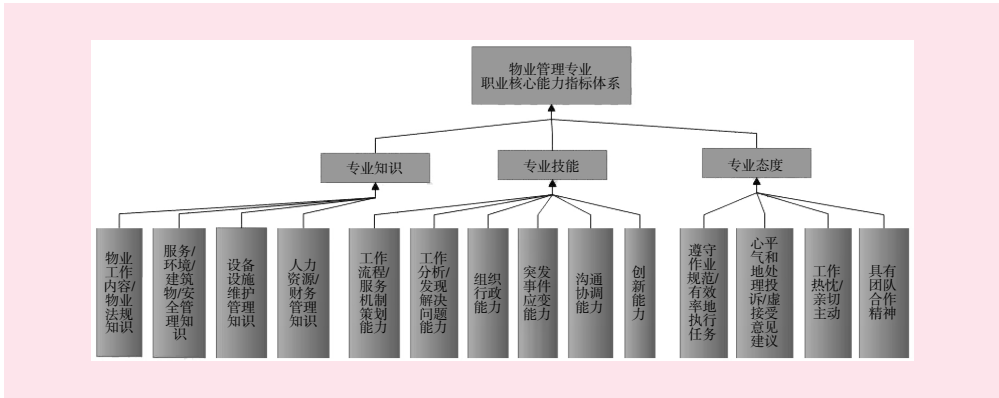 物业管理专业
职业核心能力指标体系
专业知识
专业技能
专业态度
物业
工作
内容/
物业
法规
知识
服务/
环境/
建筑
物/安
全管
理知
识
设备
设施
维护
管理
知识
人力
资源/
财务
管理
知识
工作
流程/
服务
机制
策划
能力
工作
分析/
发现
解决
问题
能力
组织
行政
能力
突发
事件
应变
能力
沟通
协调
能力
创
新
能
力
遵守
作业
规范/
有效
率地
执行
任务
心平
气和
地处
理投
诉/虚
接受
意见
建议
工作
热忱/
亲切
主动
具有
团队
合作
精神